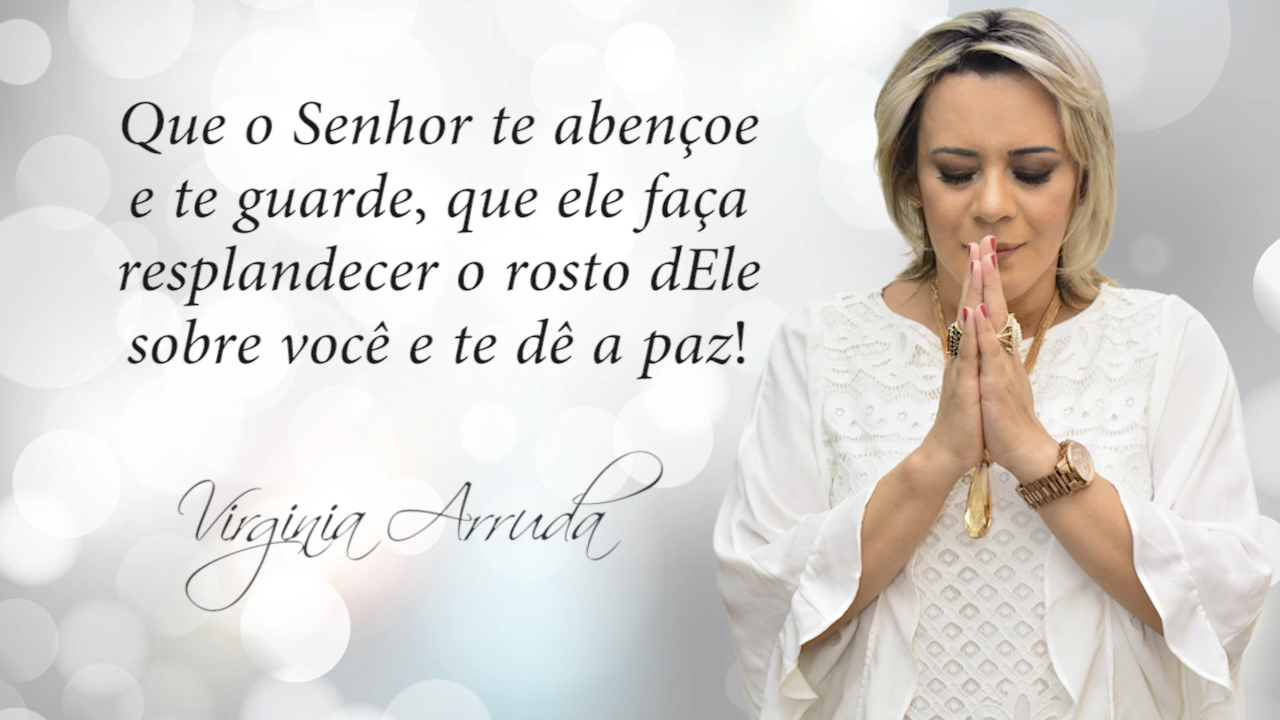 Que o Senhor te abençoe
e te guarde, que ele faça
resplandecer o rosto dEle
sobre você e te dê a paz!
Virginia Arruda